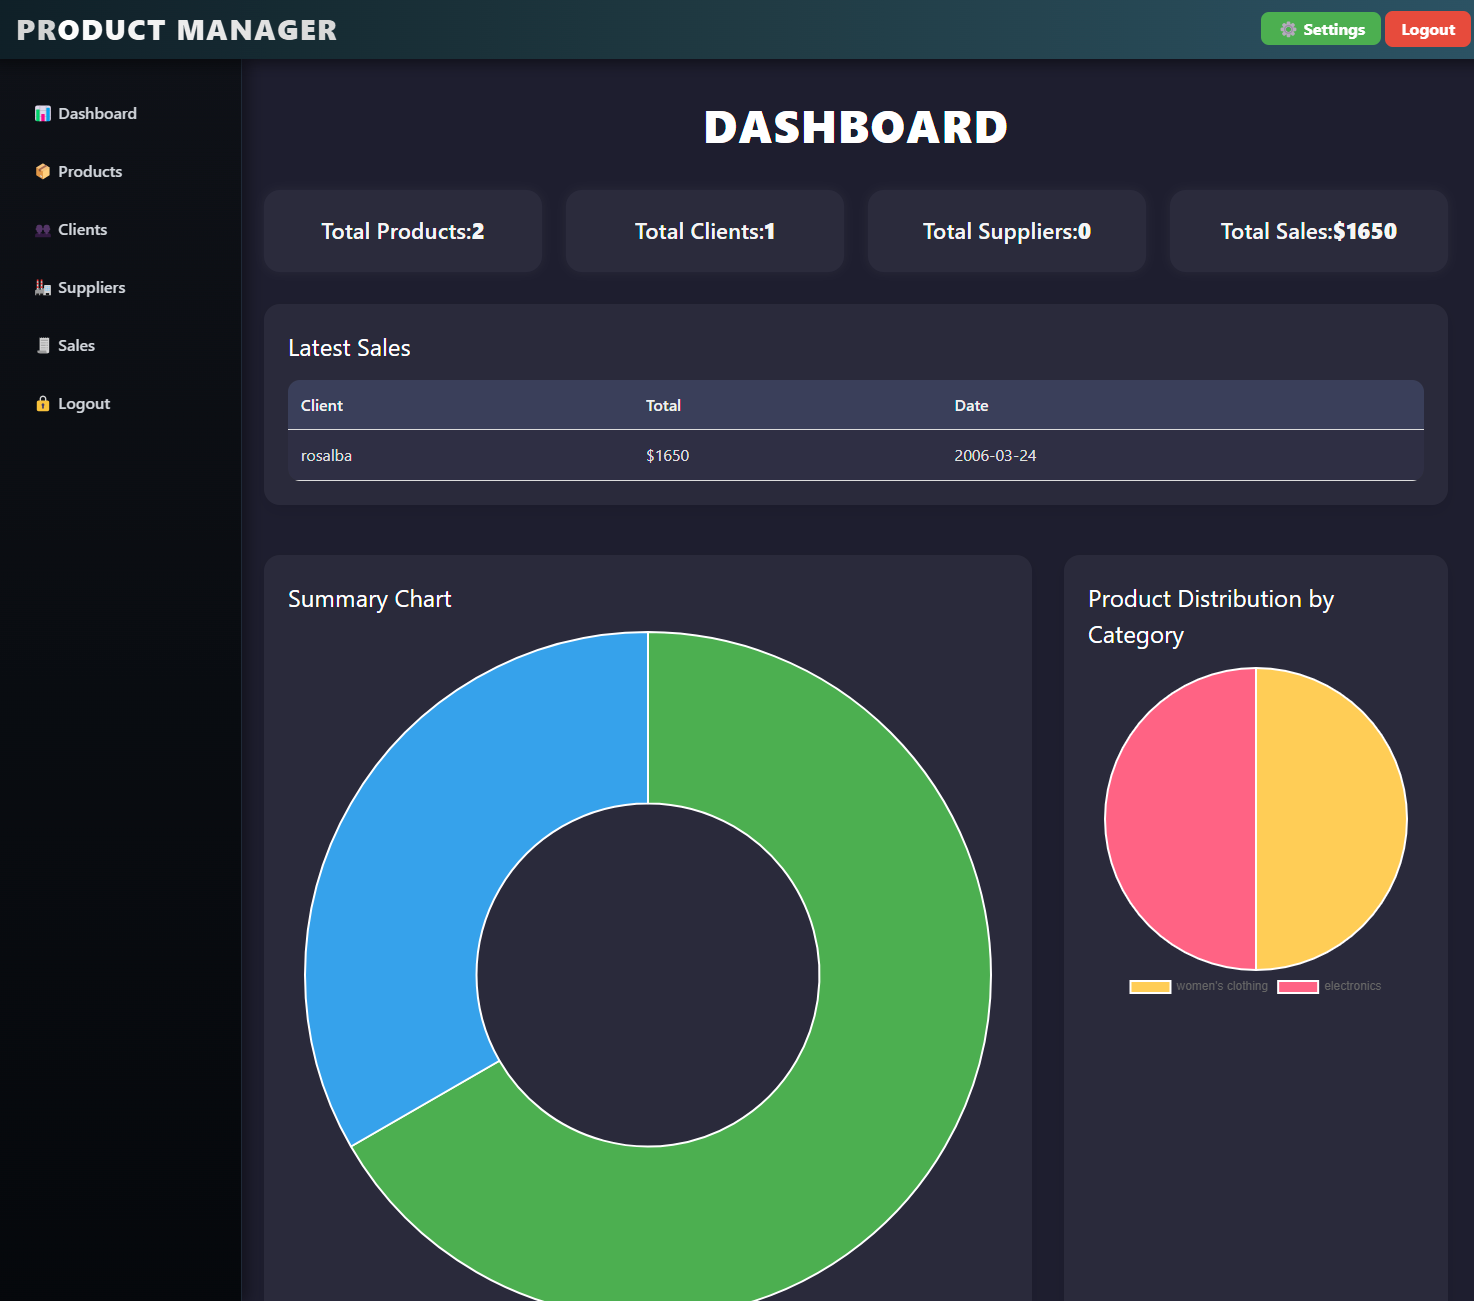 PRODUCT MANAGER
Settings
Logout
Dashboard
Products
Clients
Suppliers
Sales
Logout
DASHBOARD
Total Products:2
Total Clients:1
Total Suppliers:0
Total Sales:$1650
Latest Sales
Client Total Date
rosalba $1650 2006-03-24
Summary Chart
Product Distribution by
Category
women's clothing electronics